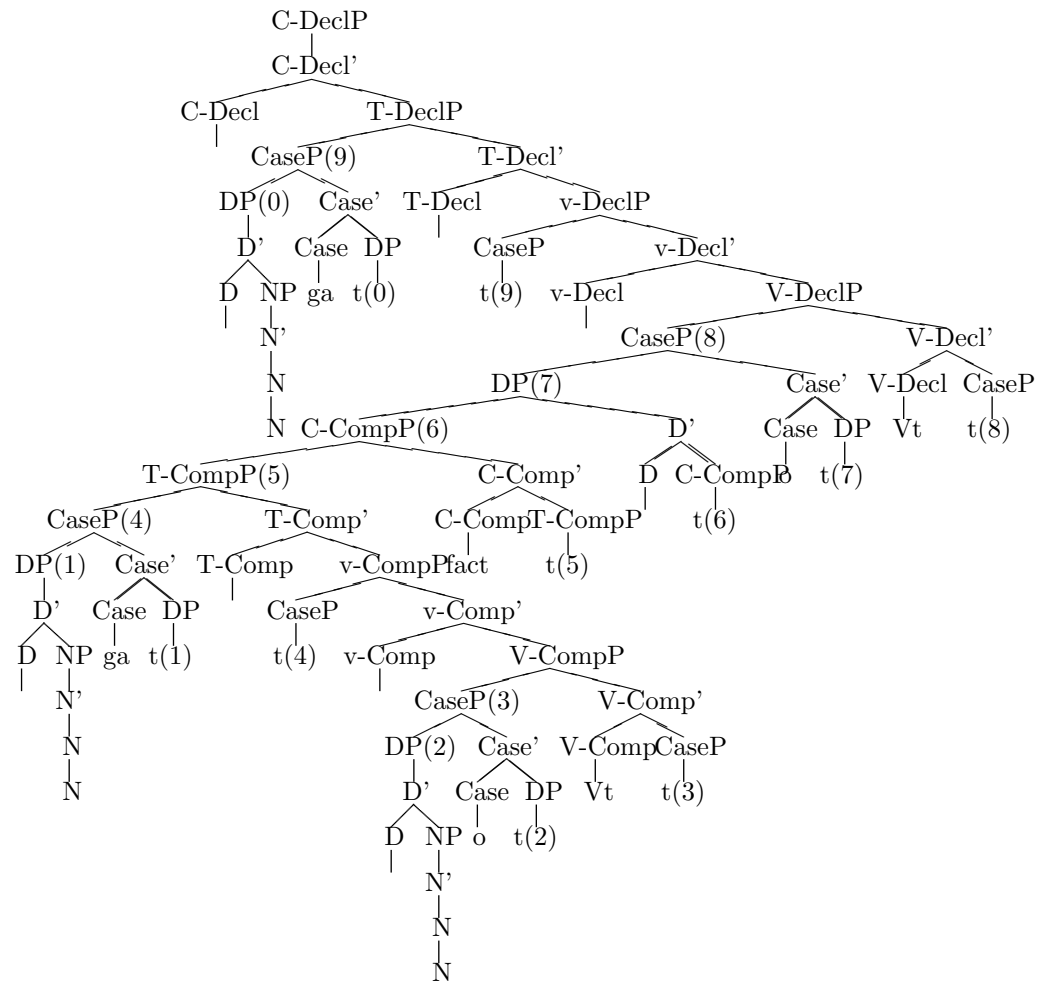 C-DeclP
C-Decl'
C-Decl T-DeclP
CaseP(9) T-Decl'
DP(0) Case' T-Decl v-DeclP
D' Case DP CaseP v-Decl'
D NP ga t(0) t(9) v-Decl V-DeclP
N' CaseP(8) V-Decl'
N DP(7) Case' V-Decl CaseP
N C-CompP(6) D' Case DP Vt t(8)
T-CompP(5) C-Comp' D C-CompP o t(7)
CaseP(4) T-Comp' C-Comp T-CompP t(6)
DP(1) Case' T-Comp v-CompP fact t(5)
D' Case DP CaseP v-Comp'
D NP ga t(1) t(4) v-Comp V-CompP
N' CaseP(3) V-Comp'
N DP(2) Case' V-Comp CaseP
N D' Case DP Vt t(3)
D NP o t(2)
N'
N
N